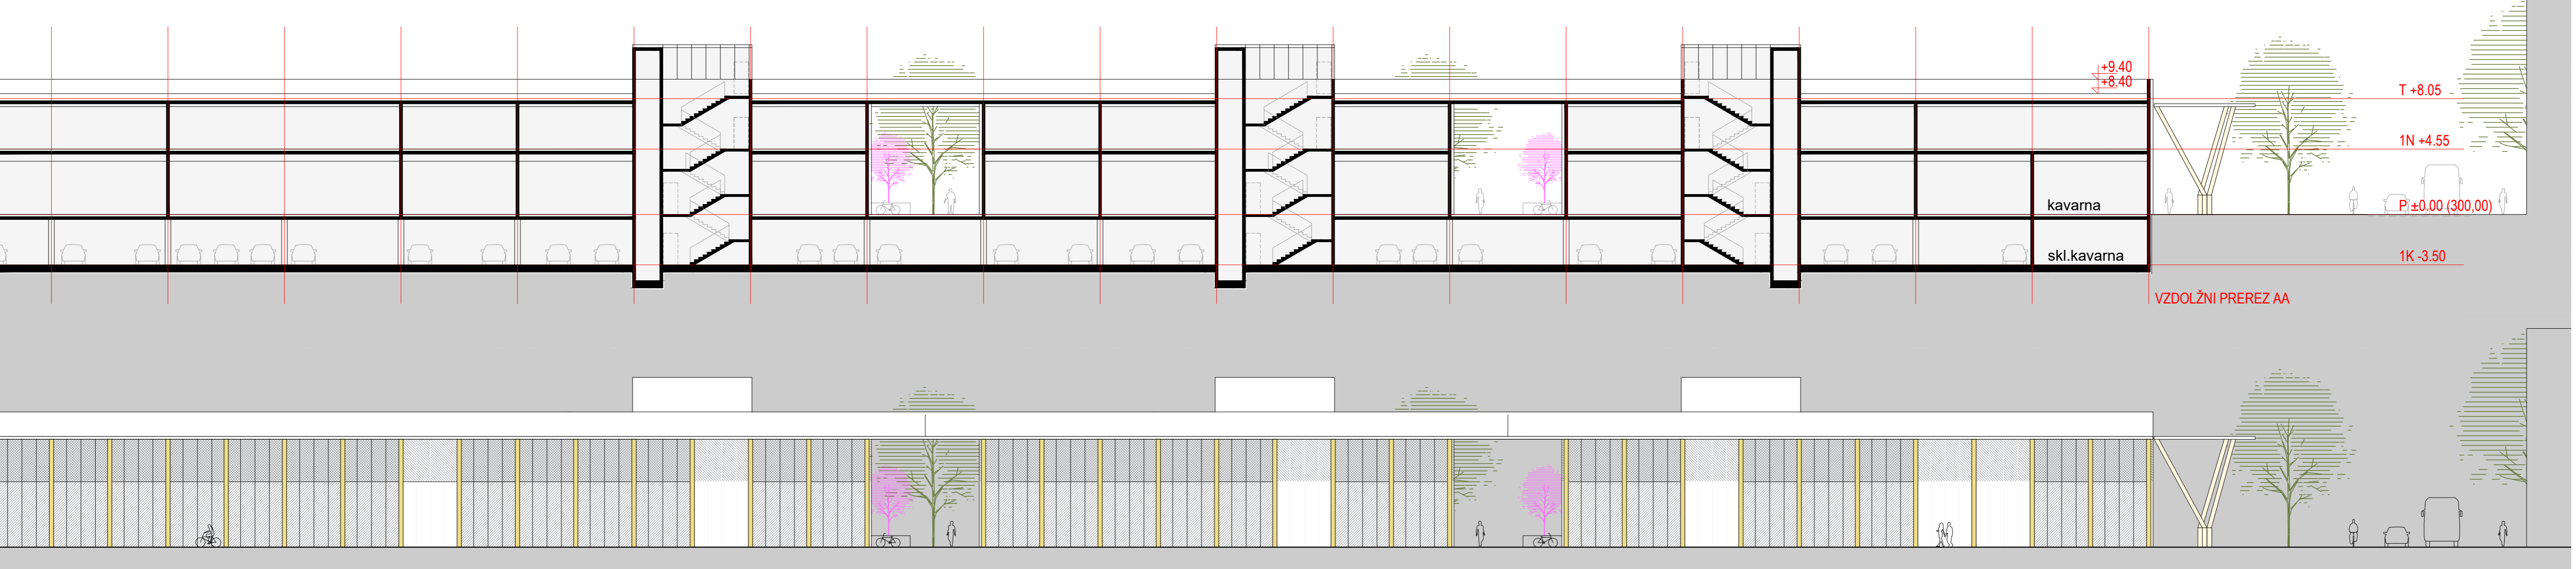 +9.40
+8.40
T +8.05
1N +4.55
kavarna
P ±0.00 (300,00)
skl.kavarna
1K -3.50
VZDOLŽNI PREREZ AA